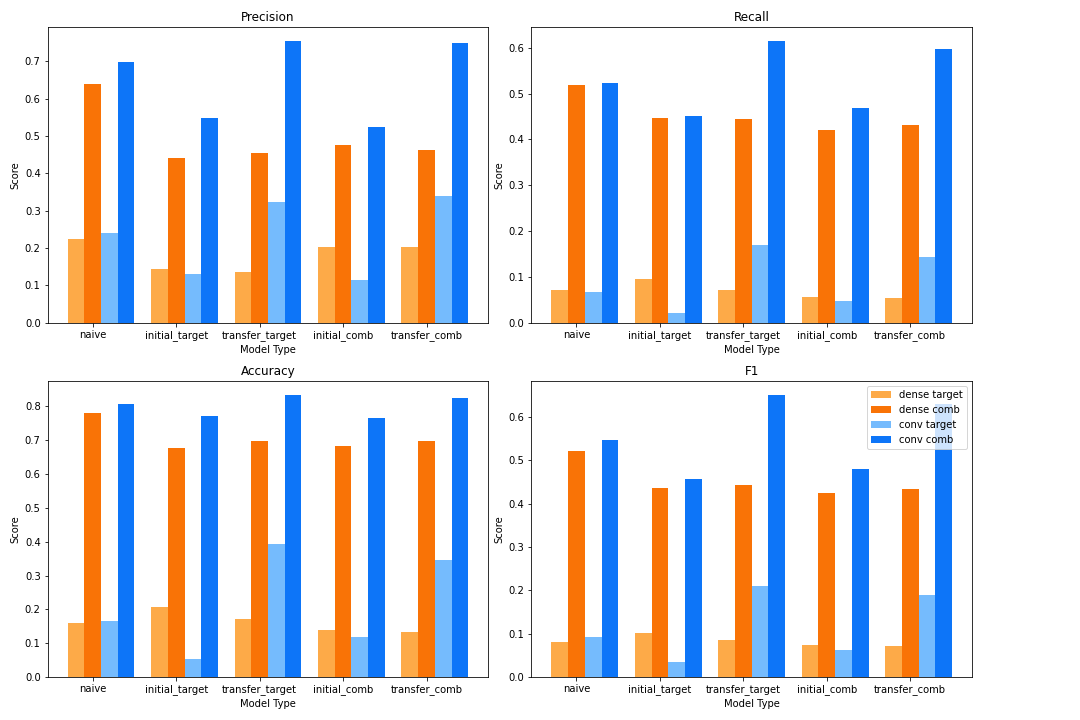 Precision
Score
0.7
0.6
0.5
0.4
0.3
0.2
0.1
0.0
naive
initial_target
transfer_target
initial_comb
transfer_comb
Model Type
Recall
Score
0.6
0.5
0.4
0.3
0.2
0.1
0.0
naive
initial_target
transfer_target
initial_comb
transfer_comb
Model Type
Accuracy
Score
0.8
0.7
0.6
0.5
0.4
0.3
0.2
0.1
0.0
naive
initial_target
transfer_target
initial_comb
transfer_comb
Model Type
F1
Score
0.6
0.5
0.4
0.3
0.2
0.1
0.0
dense target
dense comb
conv target
conv comb
naive
initial_target
transfer_target
initial_comb
transfer_comb
Model Type